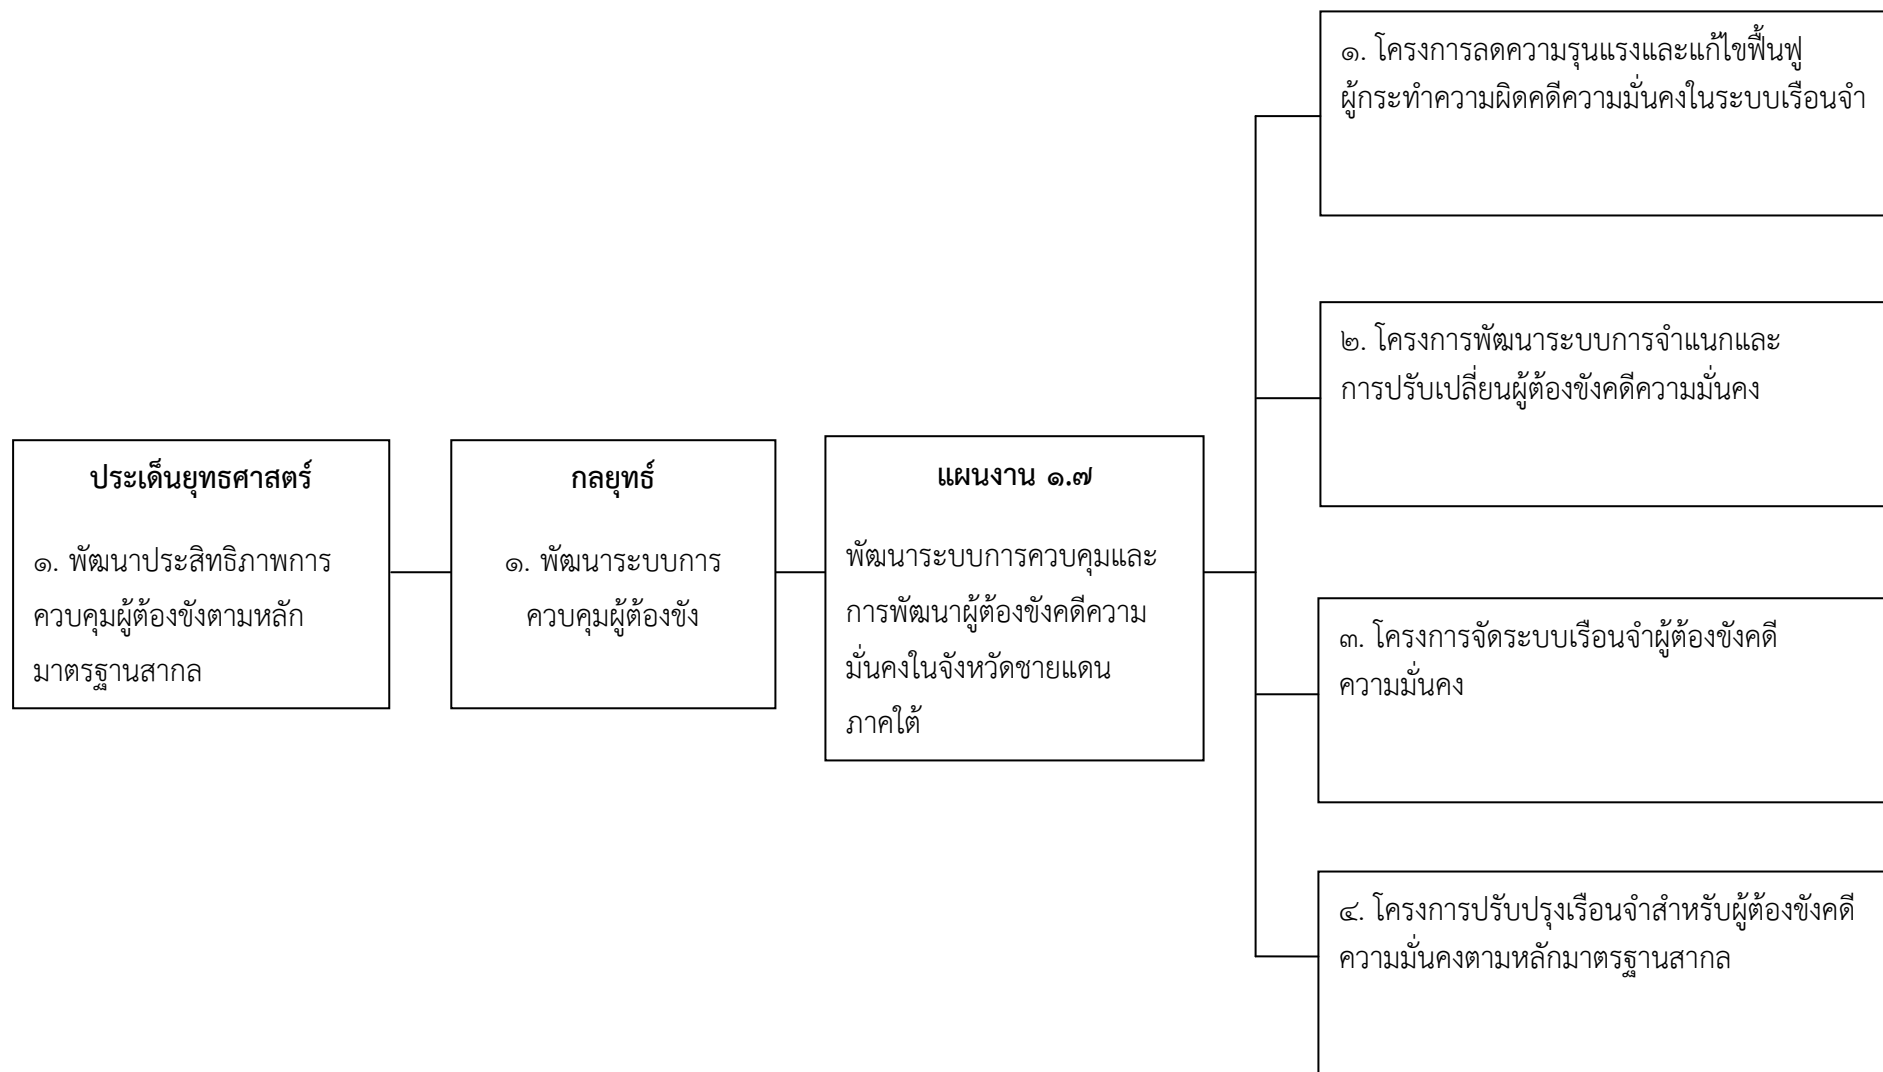 ประเด็นยุทธศาสตร์
๑. พัฒนาประสิทธิภาพการ
ควบคุมผู้ต้องขังตามหลัก
มาตรฐานสากล
กลยุทธ์
๑. พัฒนาระบบการ
ควบคุมผู้ต้องขัง
แผนงาน ๑.๗
พัฒนาระบบการควบคุมและ
การพัฒนาผู้ต้องขังคดีความ
มั่นคงในจังหวัดชายแดน
ภาคใต้
๑. โครงการลดความรุนแรงและแก้ไขฟื้นฟู
ผู้กระทำความผิดคดีความมั่นคงในระบบเรือนจำ
๒. โครงการพัฒนาระบบการจำแนกและ
การปรับเปลี่ยนผู้ต้องขังคดีความมั่นคง
๓. โครงการจัดระบบเรือนจำผู้ต้องขังคดี
ความมั่นคง
๔. โครงการปรับปรุงเรือนจำสำหรับผู้ต้องขังคดี
ความมั่นคงตามหลักมาตรฐานสากล